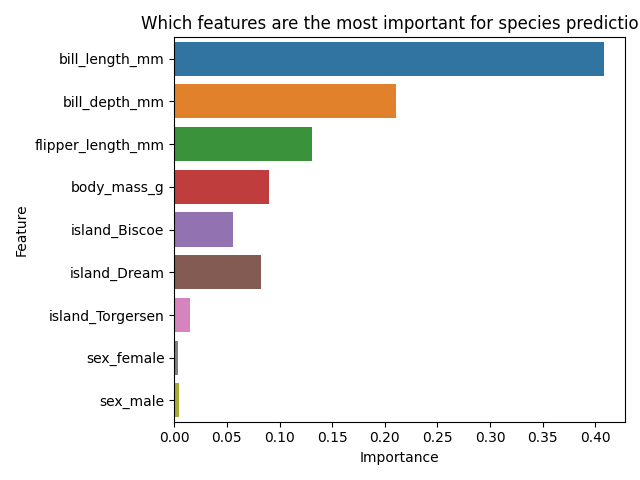 Which features are the most important for species predictio
bill_length_mm
bill_depth_mm
flipper_length_mm
body_mass_g
island_Biscoe
island_Dream
island_Torgersen
sex_female
sex_male
Feature
0.00 0.05 0.10 0.15 0.20 0.25 0.30 0.35 0.40
Importance